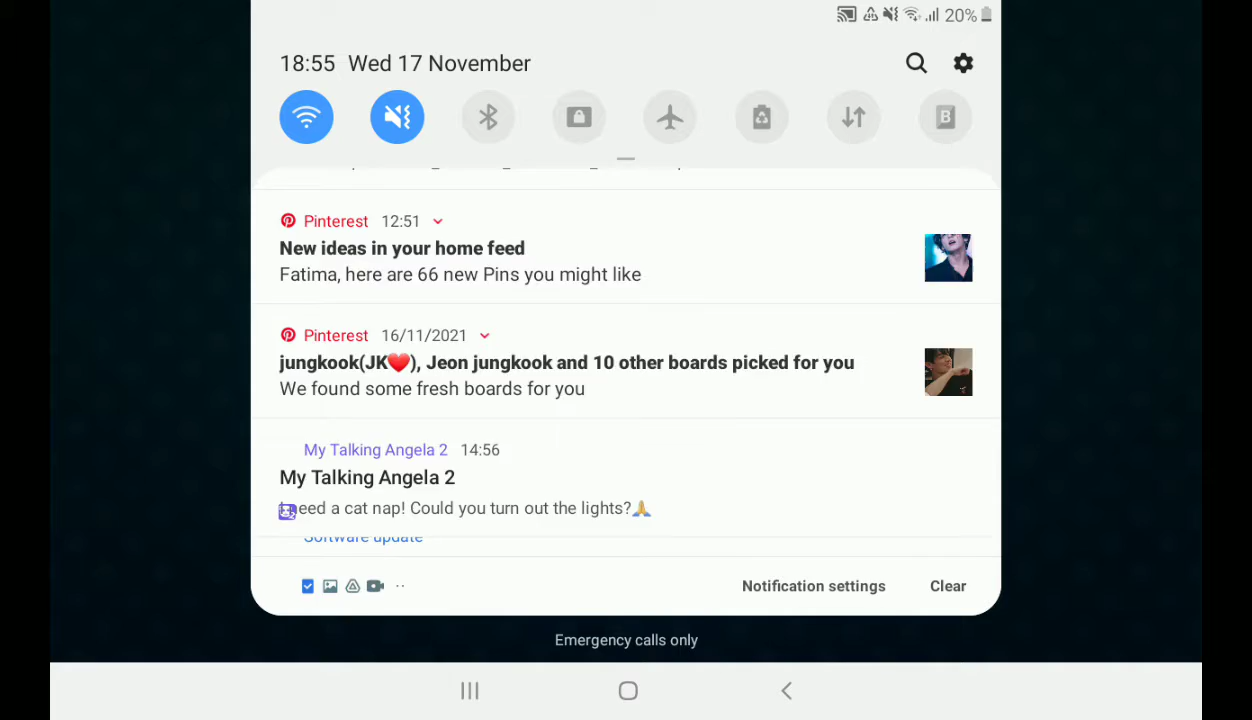 20%
18:55 Wed 17 November
Pinterest 12:51
New ideas in your home feed
Fatima, here are 66 new Pins you might like
Pinterest 16/11/2021
jungkook(JK❤️), Jeon jungkook and 10 other boards picked for you
We found some fresh boards for you
My Talking Angela 2 14:56
My Talking Angela 2
eed a cat nap! Could you turn out the lights?🙏
Software update
Notification settings Clear
Emergency calls only